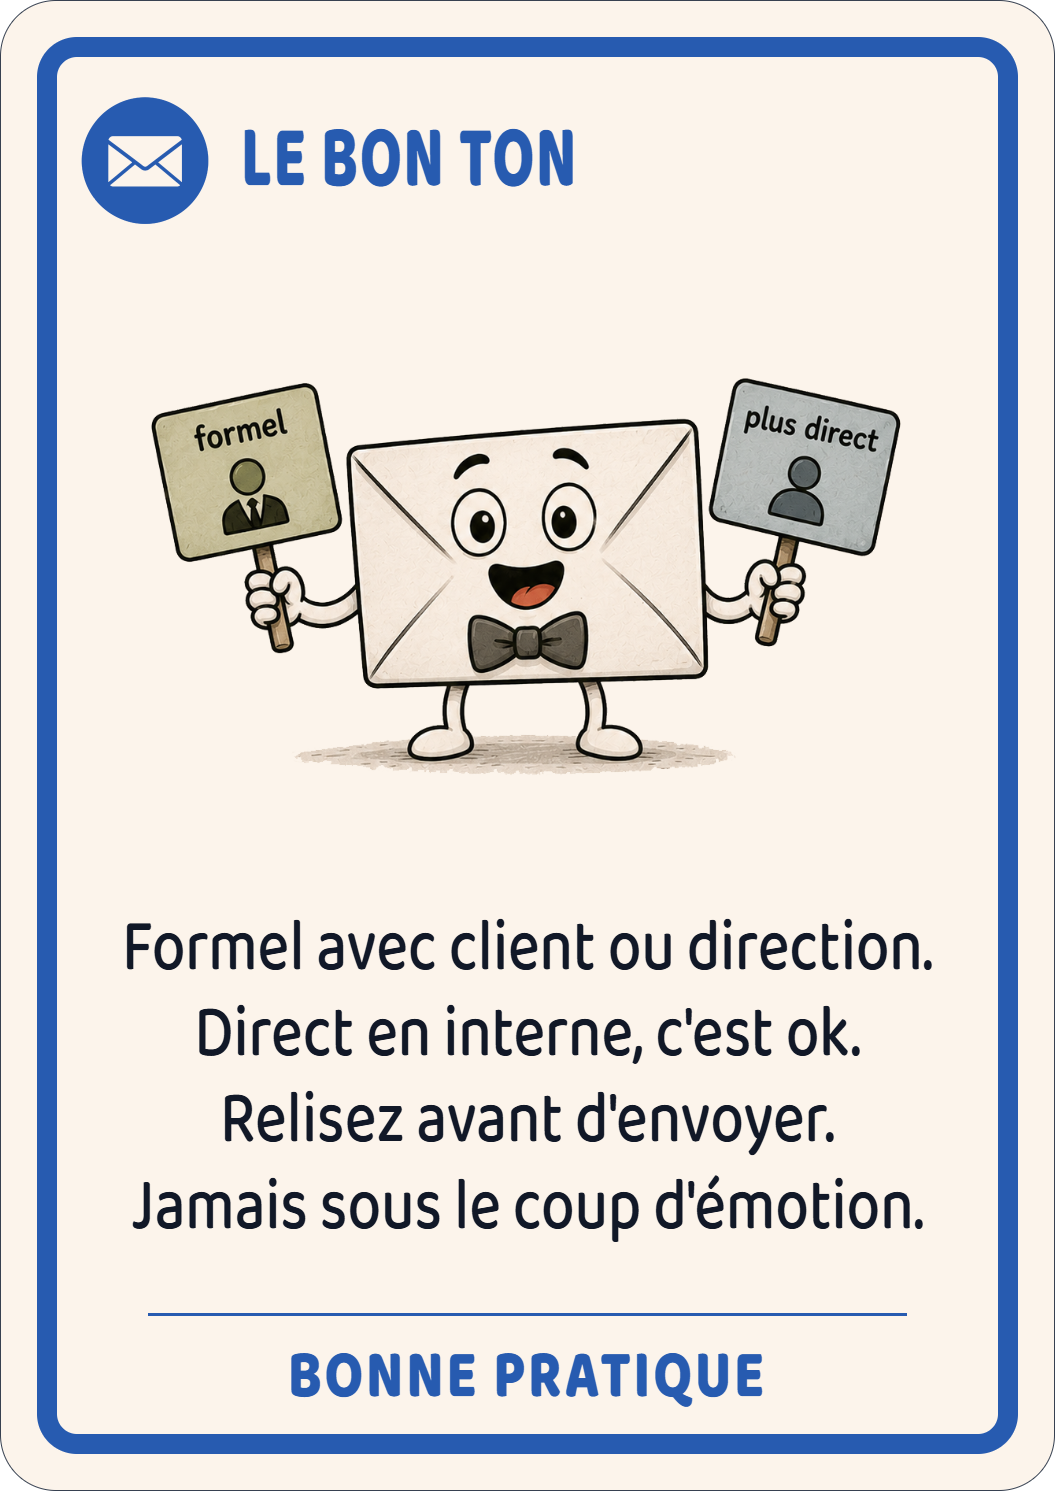 LE BON TON
formel
plus direct
Formel avec client ou direction.
Direct en interne, c'est ok.
Relisez avant d'envoyer.
Jamais sous le coup d'émotion.
BONNE PRATIQUE